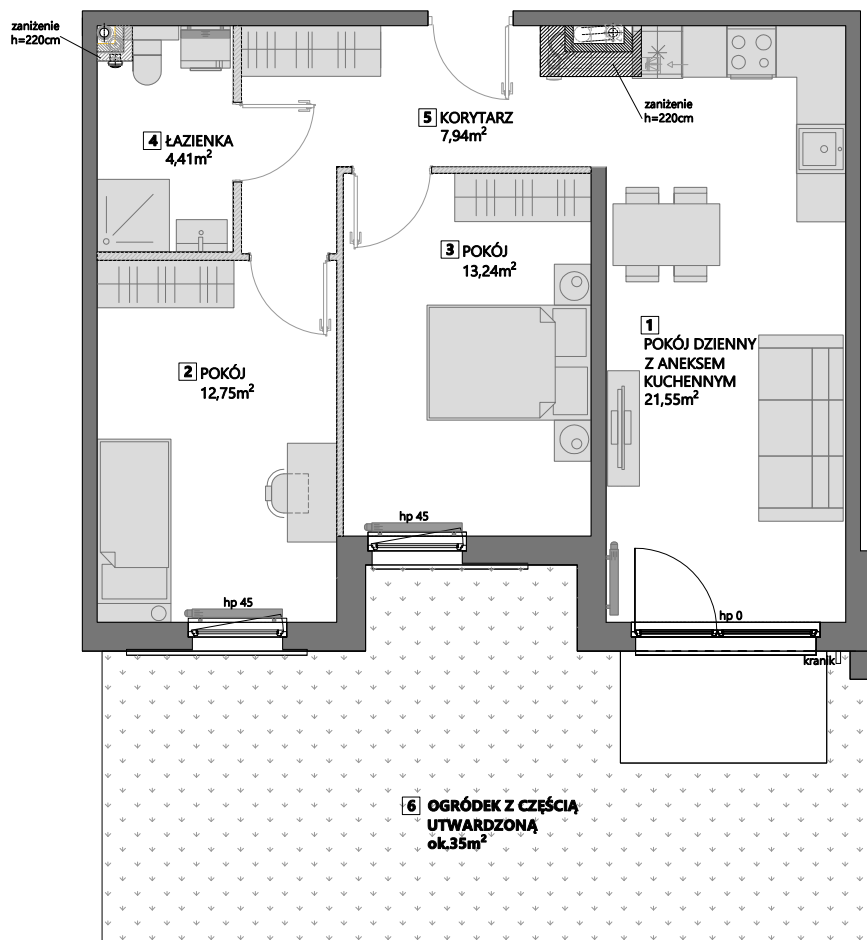 zaniżenie
h=220cm
zaniżenie
h=220cm
5 KORYTARZ
7,94m²
4 ŁAZIENKA
4,41m²
3 POKÓJ
13,24m²
1
POKÓJ DZIENNY
Z ANEKSEM
KUCHENNYM
21,55m²
2 POKÓJ
12,75m²
hp 45
hp 45
hp 0
kranik
6 OGRÓDEK Z CZĘŚCIĄ
UTWARDZONĄ
ok.35m²